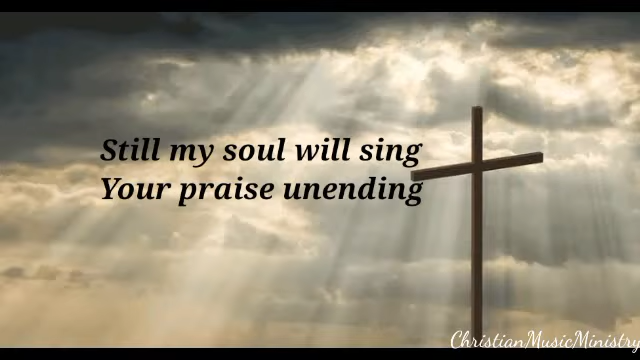 Still my soul will sing
Your praise unending
ChristianMusicMinistry